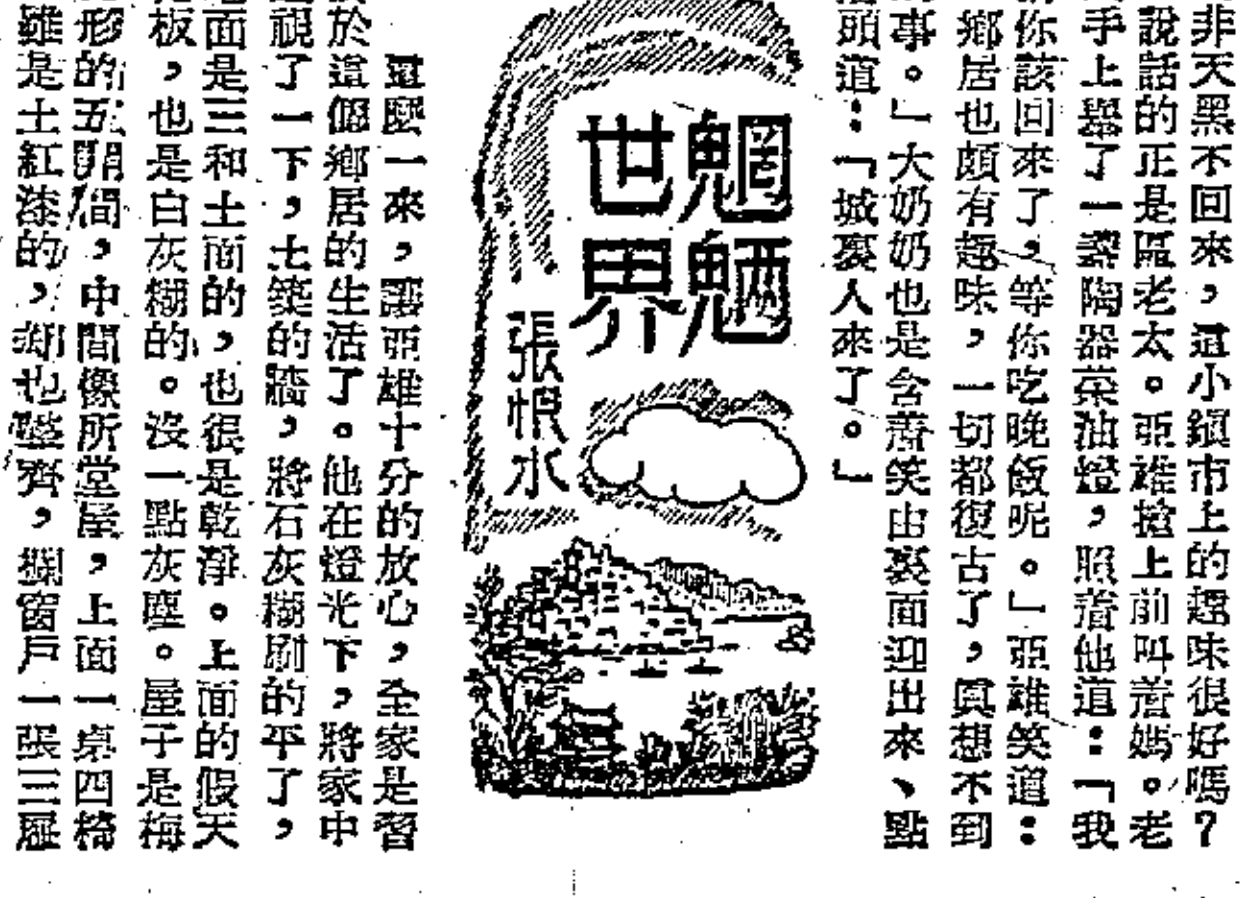 非天黑不回來，這小鎮市上的趣味很好嗎？
說話的正是區老太。亞雄搶上前叫着媽。老
手上舉了一盞陶器菜油燈，照着他道：「我
你該回來了，等你吃晚飯呢。」亞雄笑道：
鄉居也頗有趣味，一切都復古了，眞想不到
事。」大奶奶也是含着笑由裏面迎出來、點
頭道：「城裏人來了。」
魍魎
世界
張恨水
這麼一來，讓亞雄十分的放心，全家是習
於這個鄉居的生活了。他在燈光下，將家中
視了一下，土築的牆，將石灰糊刷的平了，
面是三和土面的，也很是乾淨。上面的假天
板，也是白灰糊的。沒一點灰塵。屋子是梅
形的五開間，中間像所堂屋，上面一桌四椅
雖是土紅漆的，却也整齊，攔窗戶一張三屜